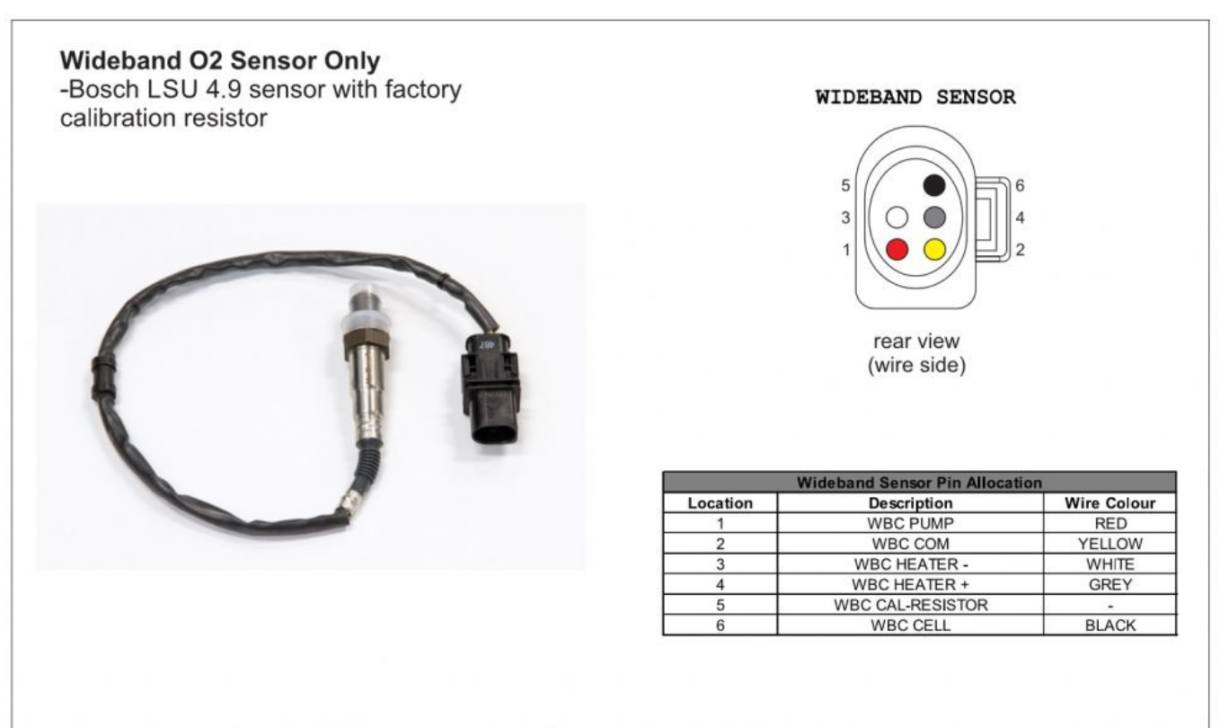 Wideband O2 Sensor Only
-Bosch LSU 4.9 sensor with factory
calibration resistor
WIDEBAND SENSOR
5 6
3 4
1 2
rear view
(wire side)
487
Wideband Sensor Pin Allocation
Location Description Wire Colour
1 WBC PUMP RED
2 WBC COM YELLOW
3 WBC HEATER - WHITE
4 WBC HEATER + GREY
5 WBC CAL-RESISTOR -
6 WBC CELL BLACK